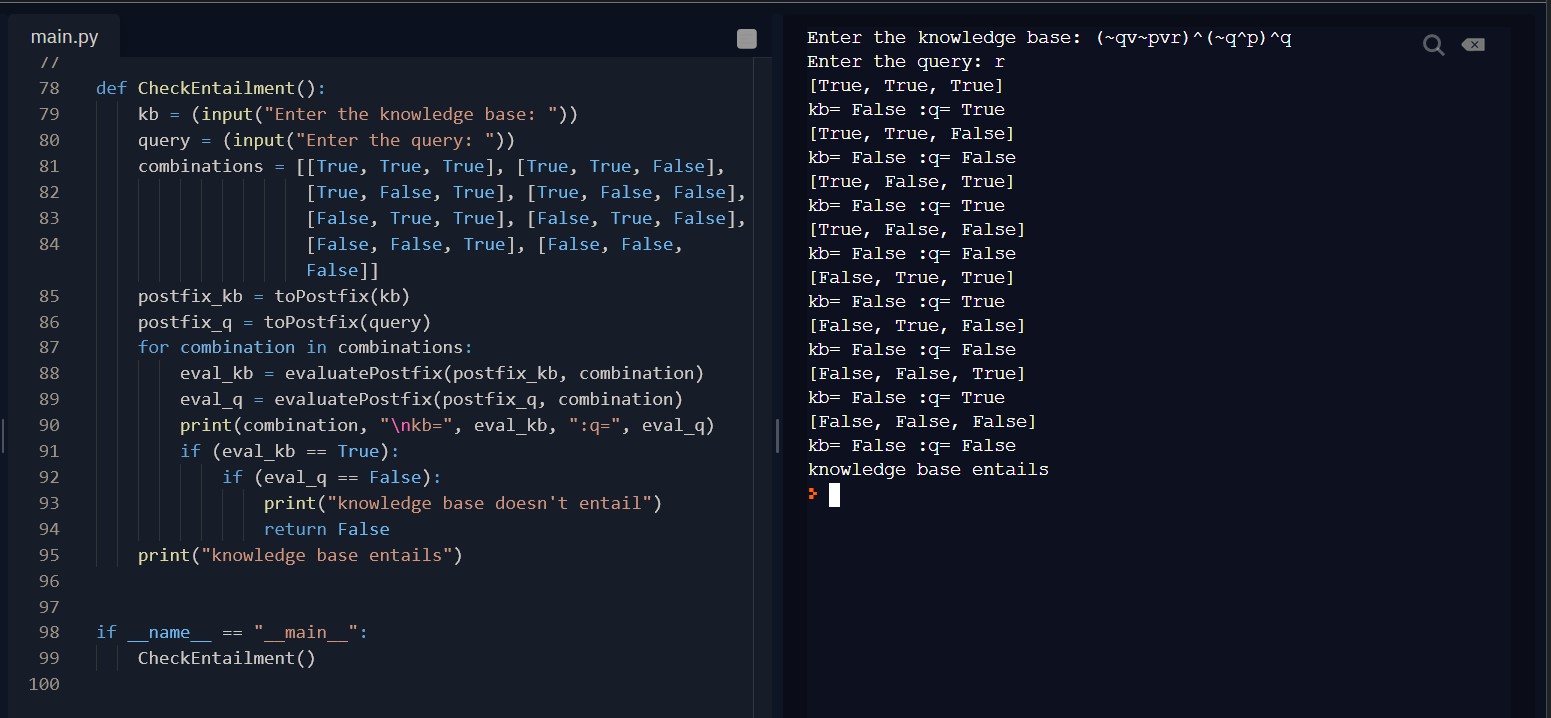 main.py
77
78 def CheckEntailment():
79 kb = (input("Enter the knowledge base: "))
80 query = (input("Enter the query: "))
81 combinations = [[True, True, True], [True, True, False],
82 [True, False, True], [True, False, False],
83 [False, True, True], [False, True, False],
84 [False, False, True], [False, False,
False]]
85 postfix_kb = toPostfix(kb)
86 postfix_q = toPostfix(query)
87 for combination in combinations:
88 eval_kb = evaluatePostfix(postfix_kb, combination)
89 eval_q = evaluatePostfix(postfix_q, combination)
90 print(combination, "\nkb=", eval_kb, ":q=", eval_q)
91 if (eval_kb == True):
92 if (eval_q == False):
93 print("knowledge base doesn't entail")
94 return False
95 print("knowledge base entails")
96
97
98 if __name__ == "__main__":
99 CheckEntailment()
100
Enter the knowledge base: (~qv~pvr)^(~q^p)^q
Enter the query: r
[True, True, True]
kb= False :q= True
[True, True, False]
kb= False :q= False
[True, False, True]
kb= False :q= True
[True, False, False]
kb= False :q= False
[False, True, True]
kb= False :q= True
[False, True, False]
kb= False :q= False
[False, False, True]
kb= False :q= True
[False, False, False]
kb= False :q= False
knowledge base entails